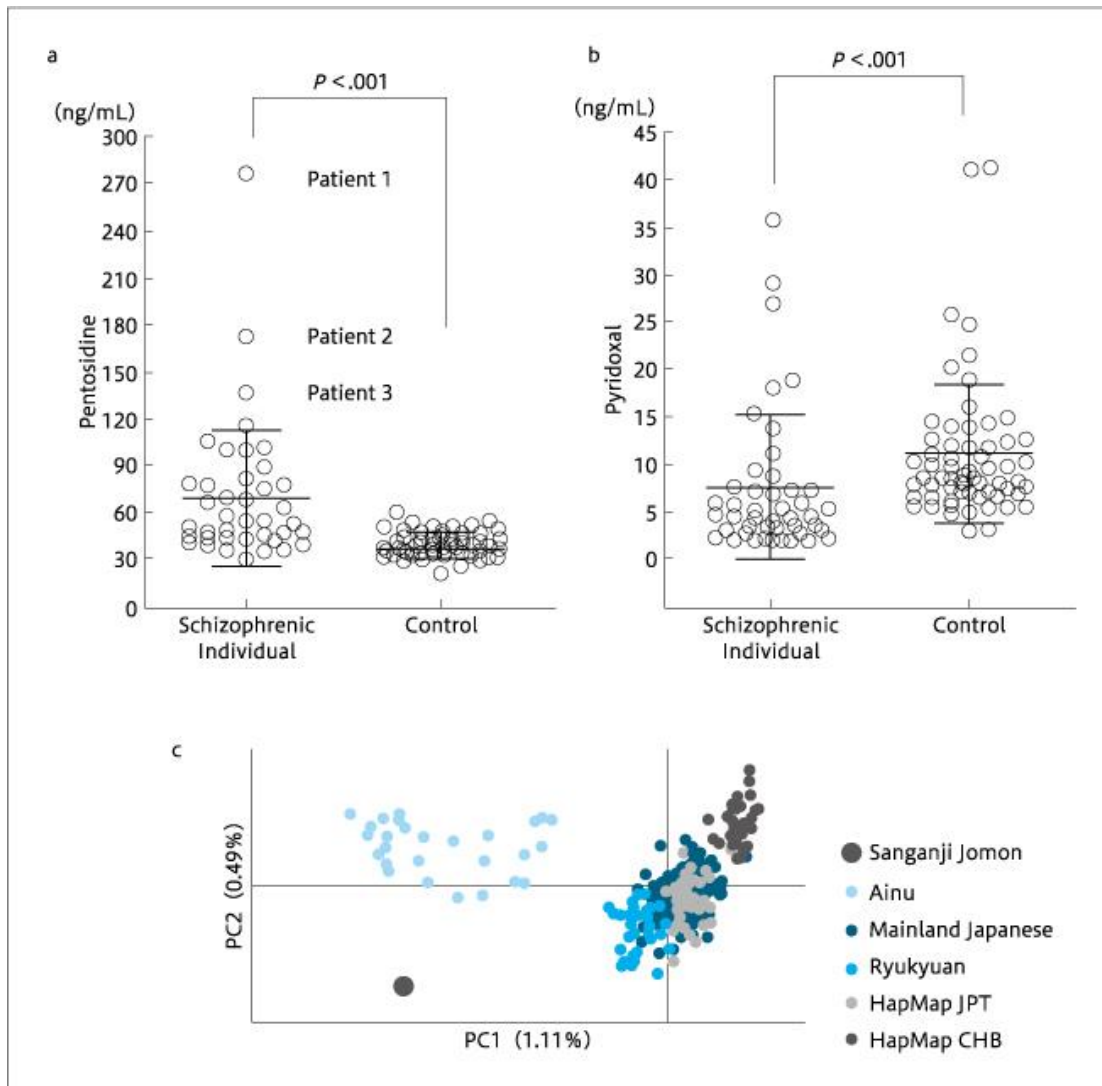 a
P <.001
(ng/mL)
300
270
240
210
180
150
120
90
60
30
0
Pentosidine
Patient 1
Patient 2
Patient 3
Schizophrenic
Individual
Control
b
P <.001
(ng/mL)
45
40
35
30
25
20
15
10
5
0
Pyridoxal
Schizophrenic
Individual
Control
c
PC2 (0.49%)
PC1 (1.11%)
Sanganji Jomon
Ainu
Mainland Japanese
Ryukyuan
HapMap JPT
HapMap CHB